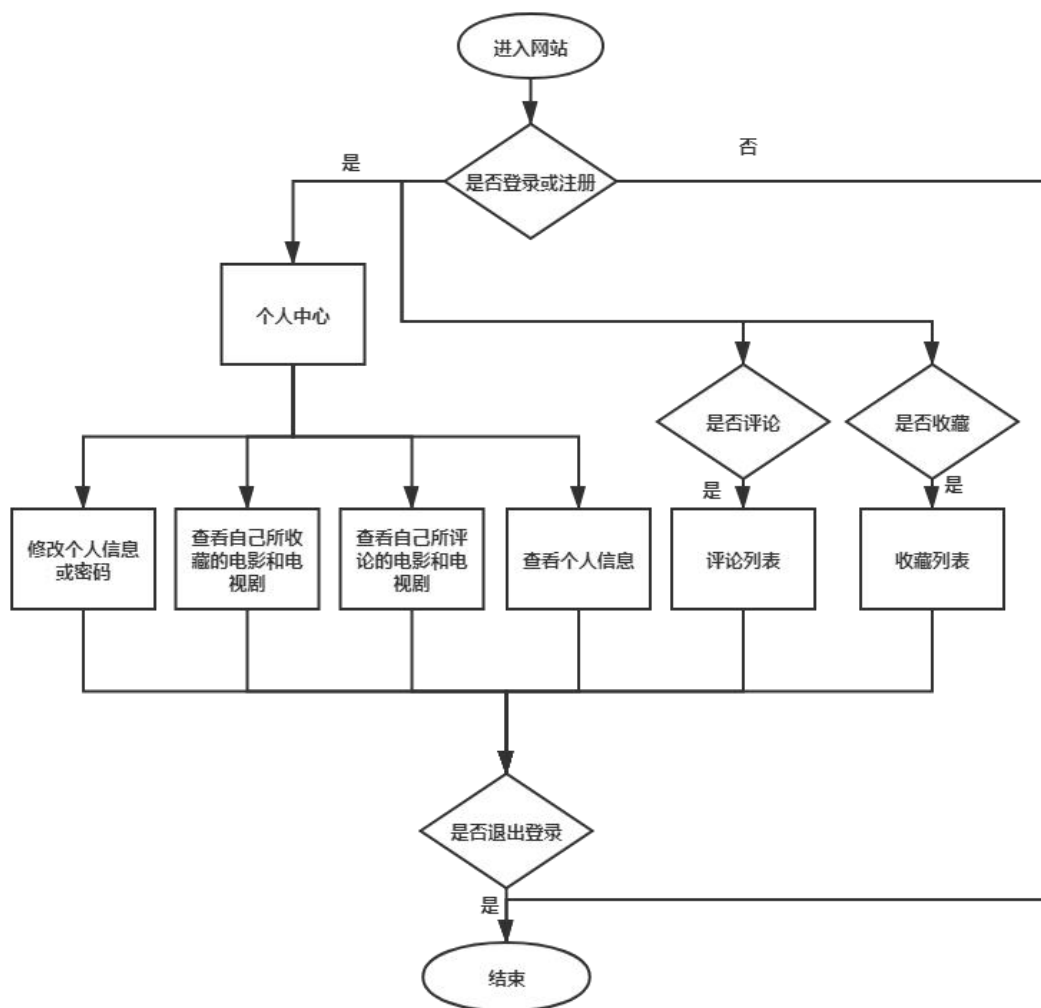 进入网站
否
是
是否登录或注册
个人中心
是否评论
是否收藏
是
是
修改个人信息
或密码
查看自己所收
藏的电影和电
视剧
查看自己所评
论的电影和电
视剧
查看个人信息
评论列表
收藏列表
是否退出登录
是
结束